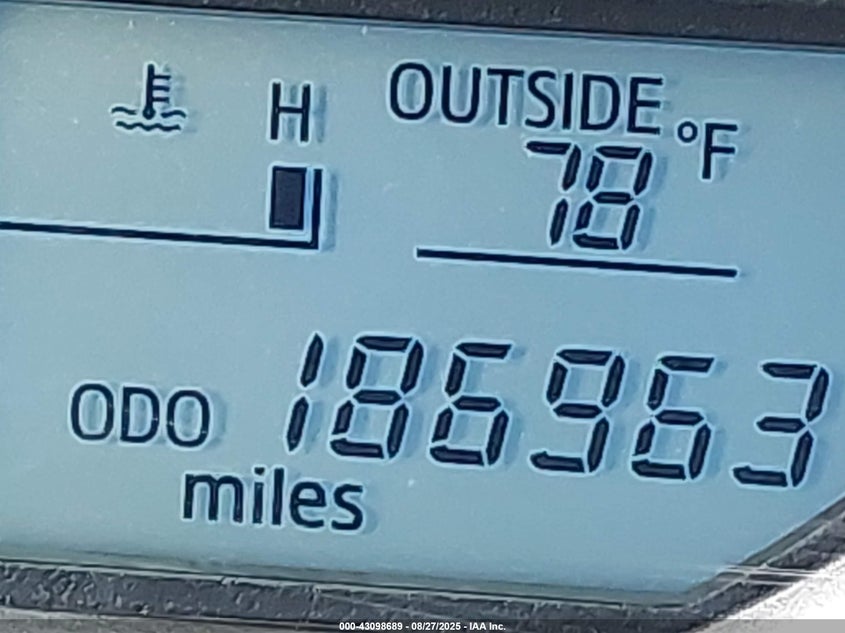 H
OUTSIDE
78 °F
ODO 186963
miles
000-43098689 - 08/27/2025 - IAA Inc.